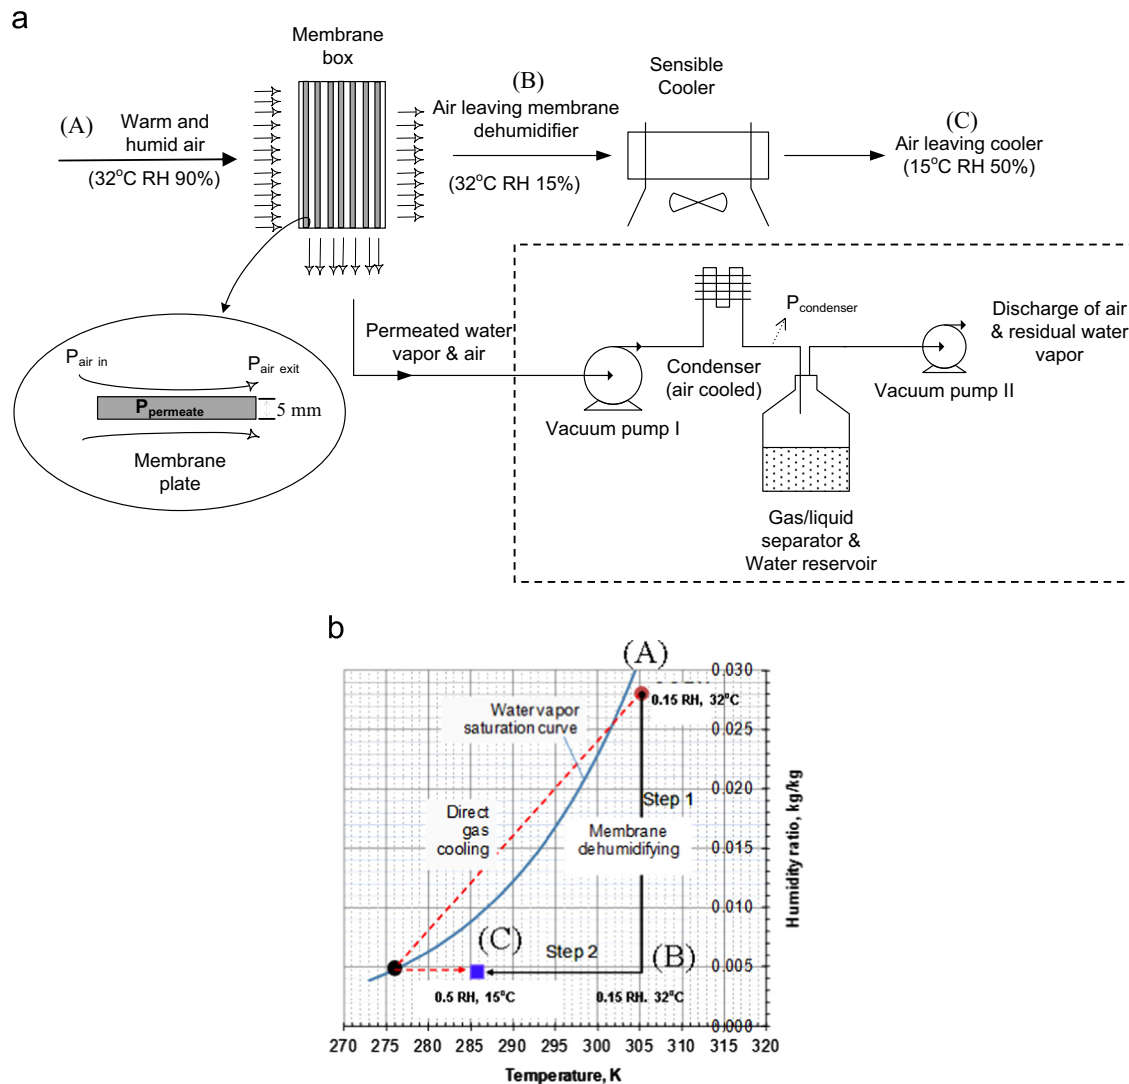 a
Membrane
box
(A)
Warm and
humid air
(32°C RH 90%)
(B)
Air leaving membrane
dehumidifier
(32°C RH 15%)
Sensible
Cooler
(C)
Air leaving cooler
(15°C RH 50%)
P air in
P air exit
P permeate
5 mm
Membrane
plate
Permeated water
vapor & air
Vacuum pump I
Condenser
(air cooled)
P condenser
Vacuum pump II
Discharge of air
& residual water
vapor
Gas/liquid
separator &
Water reservoir
b
(A)
0.15 RH, 32°C
Water vapor
saturation curve
Step 1
Direct
gas
cooling
Membrane
dehumidifying
(C)
Step 2
(B)
0.5 RH, 15°C
0.15 RH. 32°C
0.030
0.025
0.020
0.015
0.010
0.005
0.000
Humidity ratio, kg/kg
270 275 280 285 290 295 300 305 310 315 320
Temperature, K